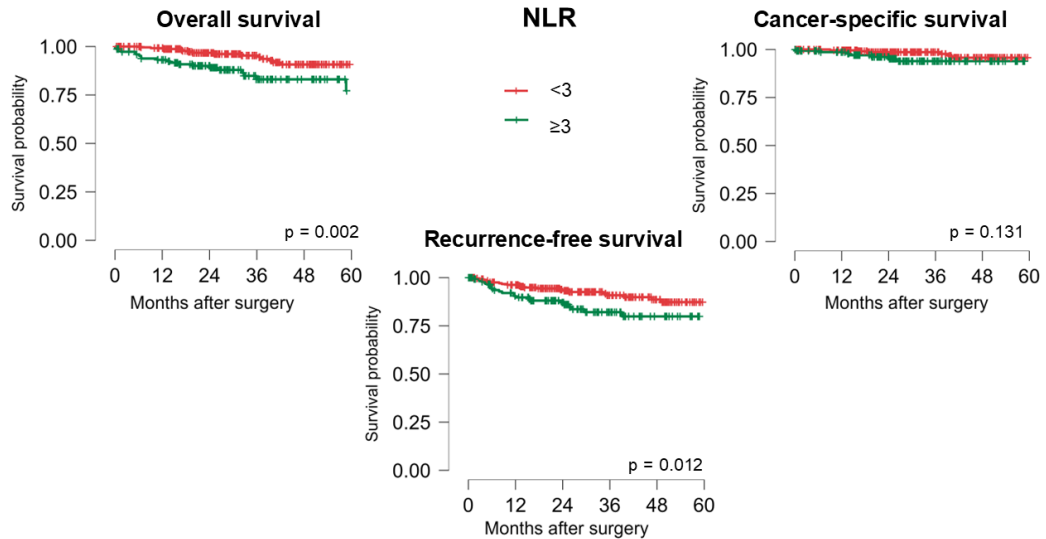 Overall survival
NLR
Cancer-specific survival
Survival probability
1.00
0.75
0.50
0.25
0.00
p = 0.002
0 12 24 36 48 60
Months after surgery
<3
≥3
Survival probability
1.00
0.75
0.50
0.25
0.00
p = 0.131
0 12 24 36 48 60
Months after surgery
Recurrence-free survival
Survival probability
1.00
0.75
0.50
0.25
0.00
p = 0.012
0 12 24 36 48 60
Months after surgery